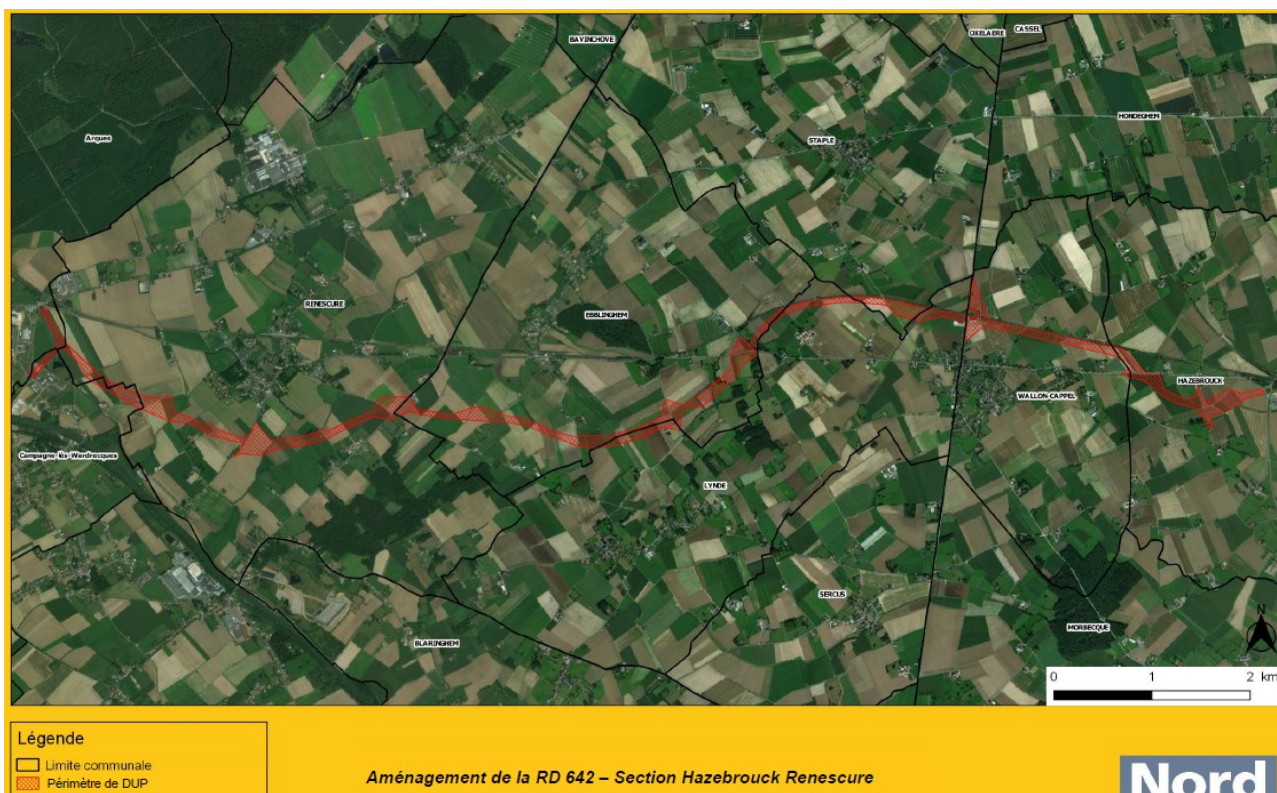 BAVINCHOVE
OXELAERE
CASSEL
Arques
HONDEGHEM
STAPLE
RENESCURE
EBBLINGHEM
HAZEBROUCK
WALLON-CAPPEL
Campagne-lès-Wardrecques
LYNDE
SERCUS
MORBECQUE
BLARINGHEM
0 1 2 km
Légende
Limite communale
Périmètre de DUP
Aménagement de la RD 642 – Section Hazebrouck Renescure
Nord